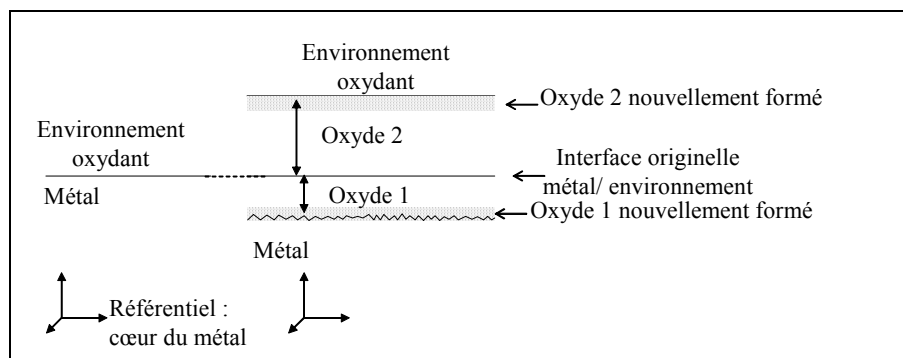 Environnement
oxydant
Oxyde 2 nouvellement formé
Oxyde 2
Environnement
oxydant
Interface originelle
métal/ environnement
Métal
Oxyde 1
Oxyde 1 nouvellement formé
Métal
Référentiel :
cœur du métal